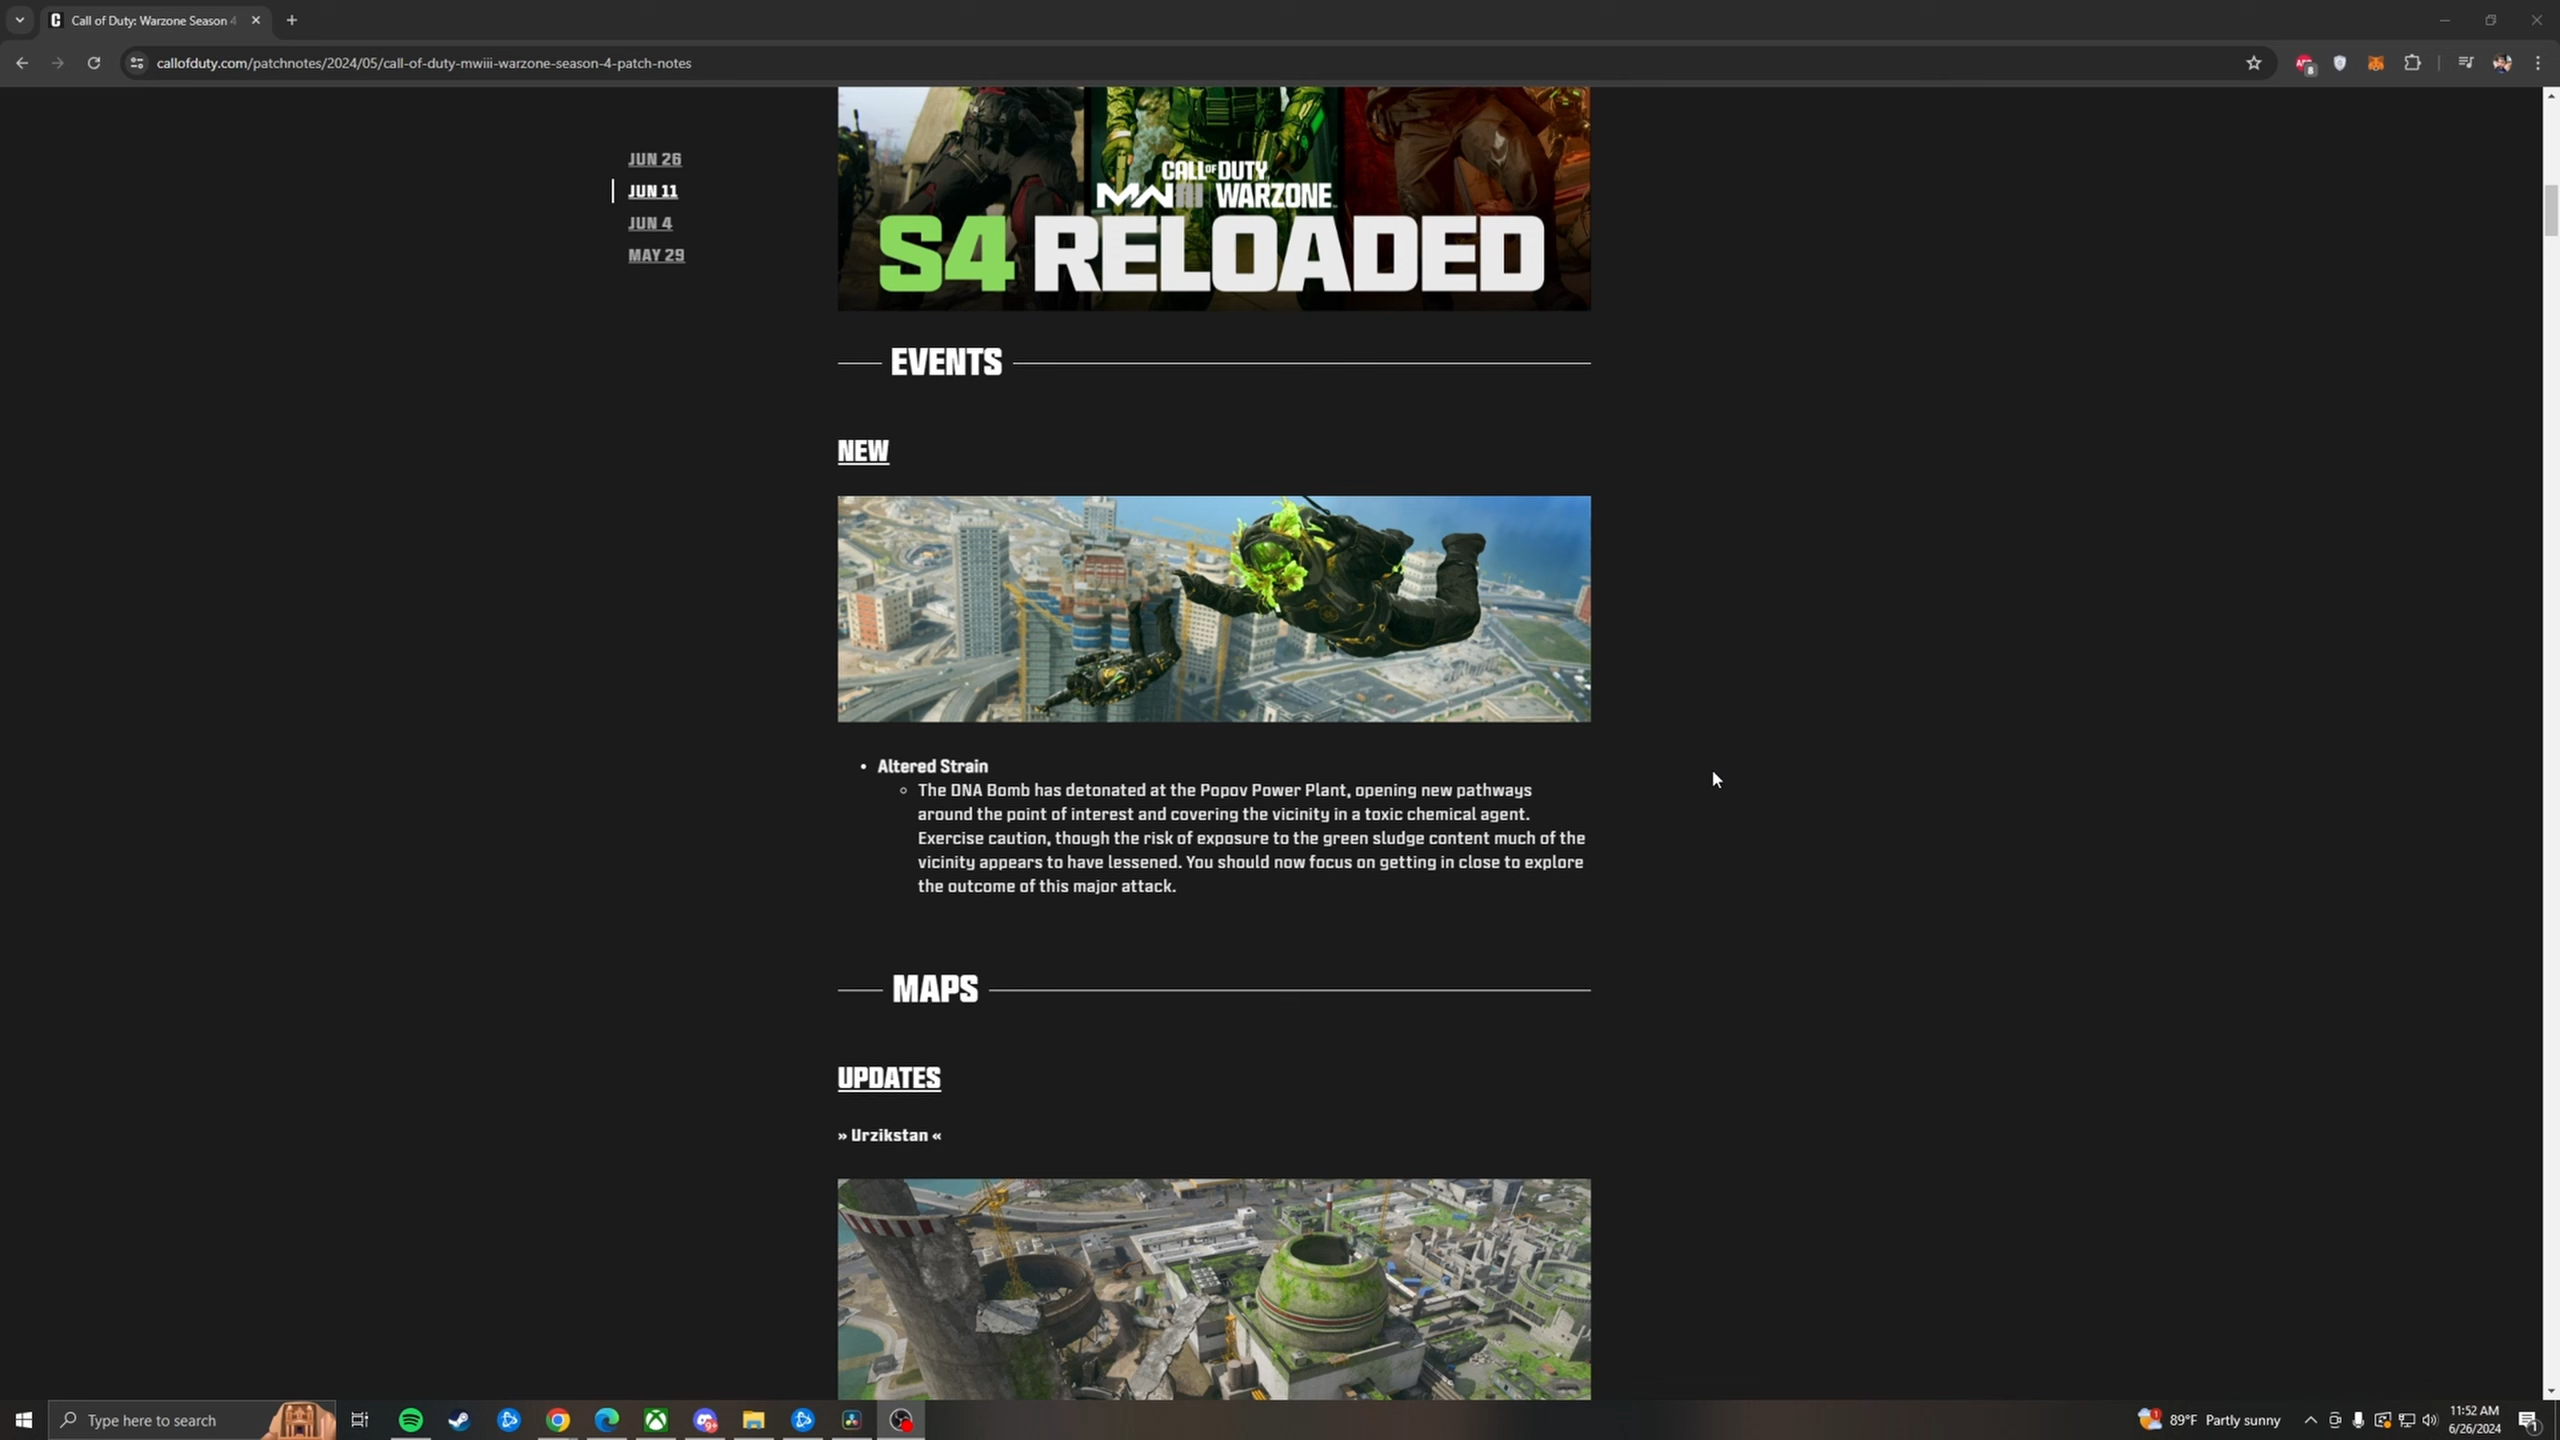 Call of Duty: Warzone Season 4
callofduty.com/patchnotes/2024/05/call-of-duty-mwiii-warzone-season-4-patch-notes
JUN 26
JUN 11
JUN 4
MAY 29
CALL OF DUTY
MWIII WARZONE
S4 RELOADED
EVENTS
NEW
• Altered Strain
The DNA Bomb has detonated at the Popov Power Plant, opening new pathways
around the point of interest and covering the vicinity in a toxic chemical agent.
Exercise caution, though the risk of exposure to the green sludge content much of the
vicinity appears to have lessened. You should now focus on getting in close to explore
the outcome of this major attack.
MAPS
UPDATES
» Urzikstan «
Type here to search
89°F Partly sunny
11:52 AM
6/26/2024